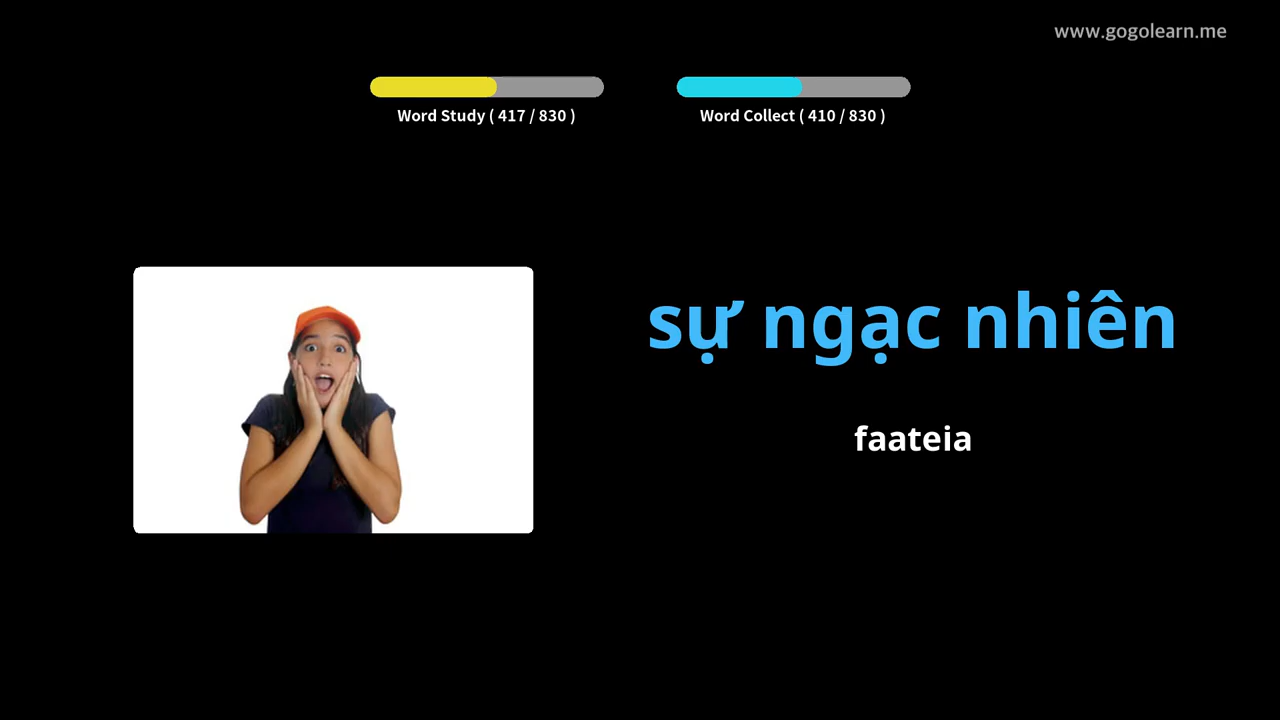 www.gogolearn.me
Word Study ( 417 / 830 )
Word Collect ( 410 / 830 )
sự ngạc nhiên
faateia